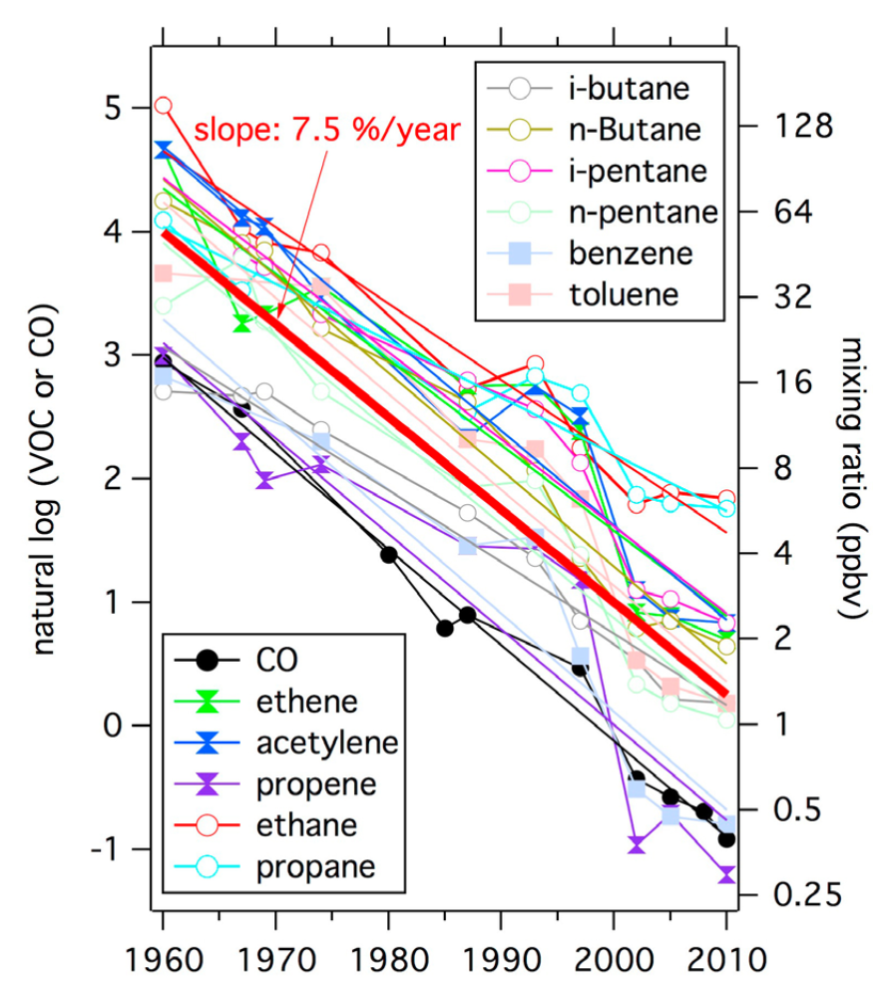 slope: 7.5 %/year
i-butane
n-Butane
i-pentane
n-pentane
benzene
toluene
CO
ethene
acetylene
propene
ethane
propane
natural log (VOC or CO)
5
4
3
2
1
0
-1
mixing ratio (ppbv)
128
64
32
16
8
4
2
1
0.5
0.25
1960
1970
1980
1990
2000
2010